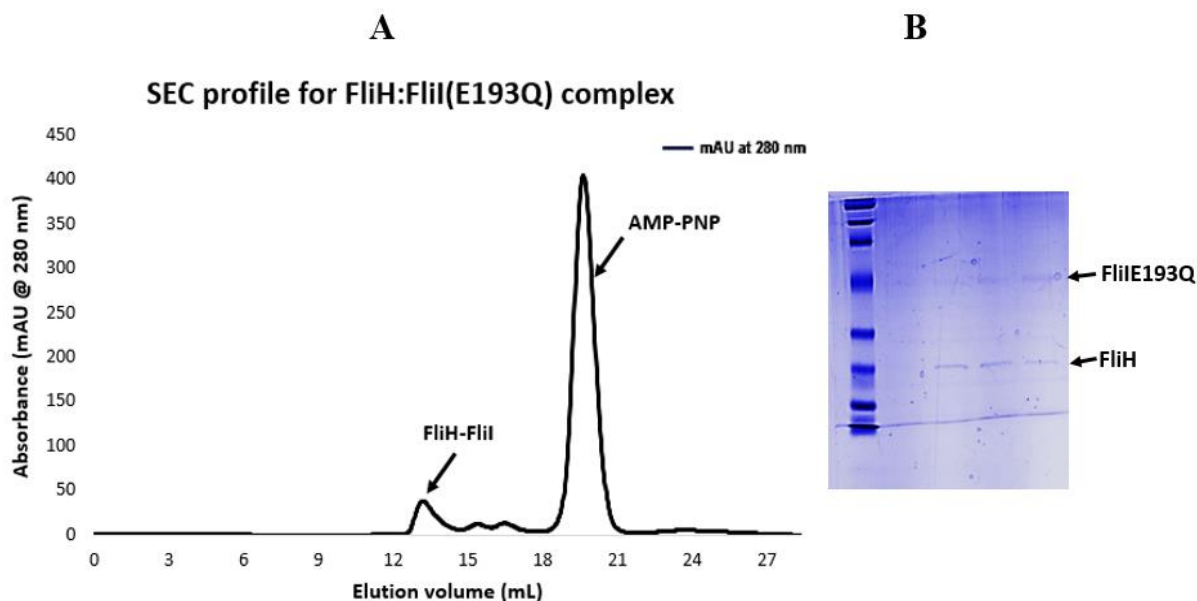 A
B
SEC profile for FliH:FliI(E193Q) complex
mAU at 280 nm
Absorbance (mAU @ 280 nm)
450
400
350
300
250
200
150
100
50
0
AMP-PNP
FliH-FliI
0 3 6 9 12 15 18 21 24 27
Elution volume (mL)
FliIE193Q
FliH